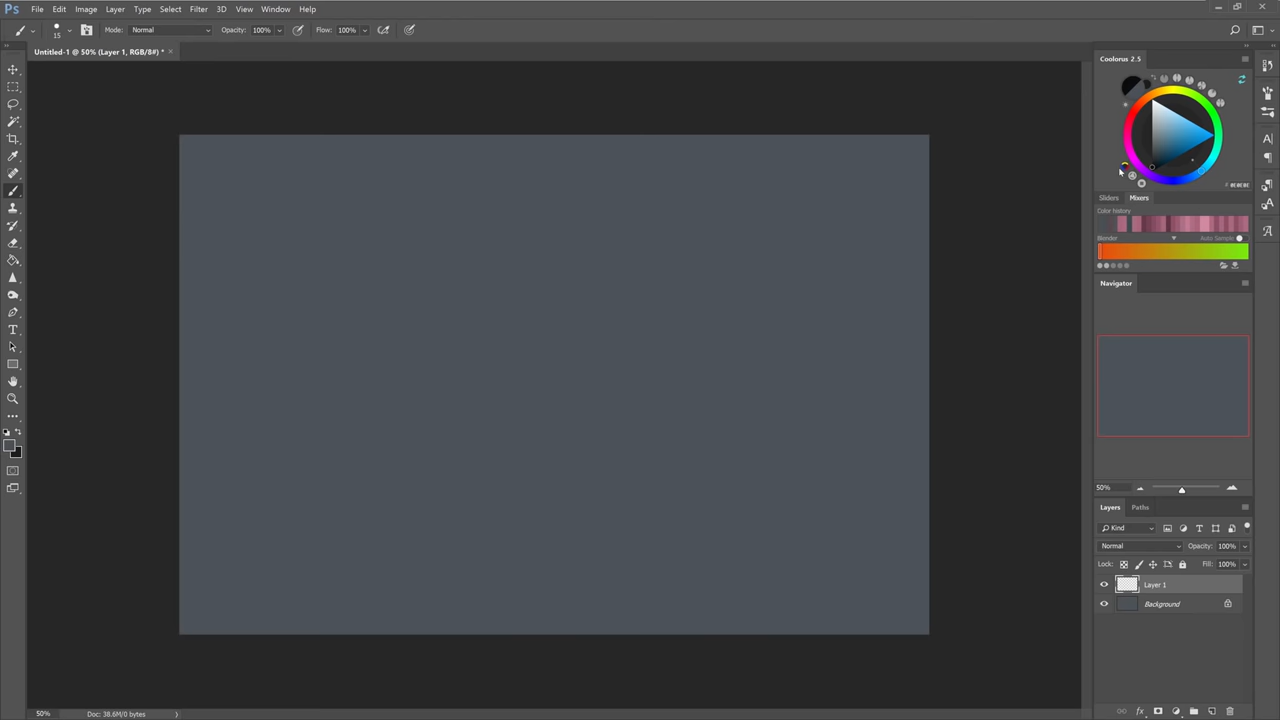 Ps File Edit Image Layer Type Select Filter 3D View Window Help
15 Mode: Normal Opacity: 100% Flow: 100%
Untitled-1 @ 50% (Layer 1, RGB/8#) * ×
Coolorus 2.5
# 0E0E0E
Sliders Mixers
Color history
Blender Auto Sample
Navigator
50%
Layers Paths
Kind
Normal Opacity: 100%
Lock: Fill: 100%
Layer 1
Background
50% Doc: 38.6M/0 bytes